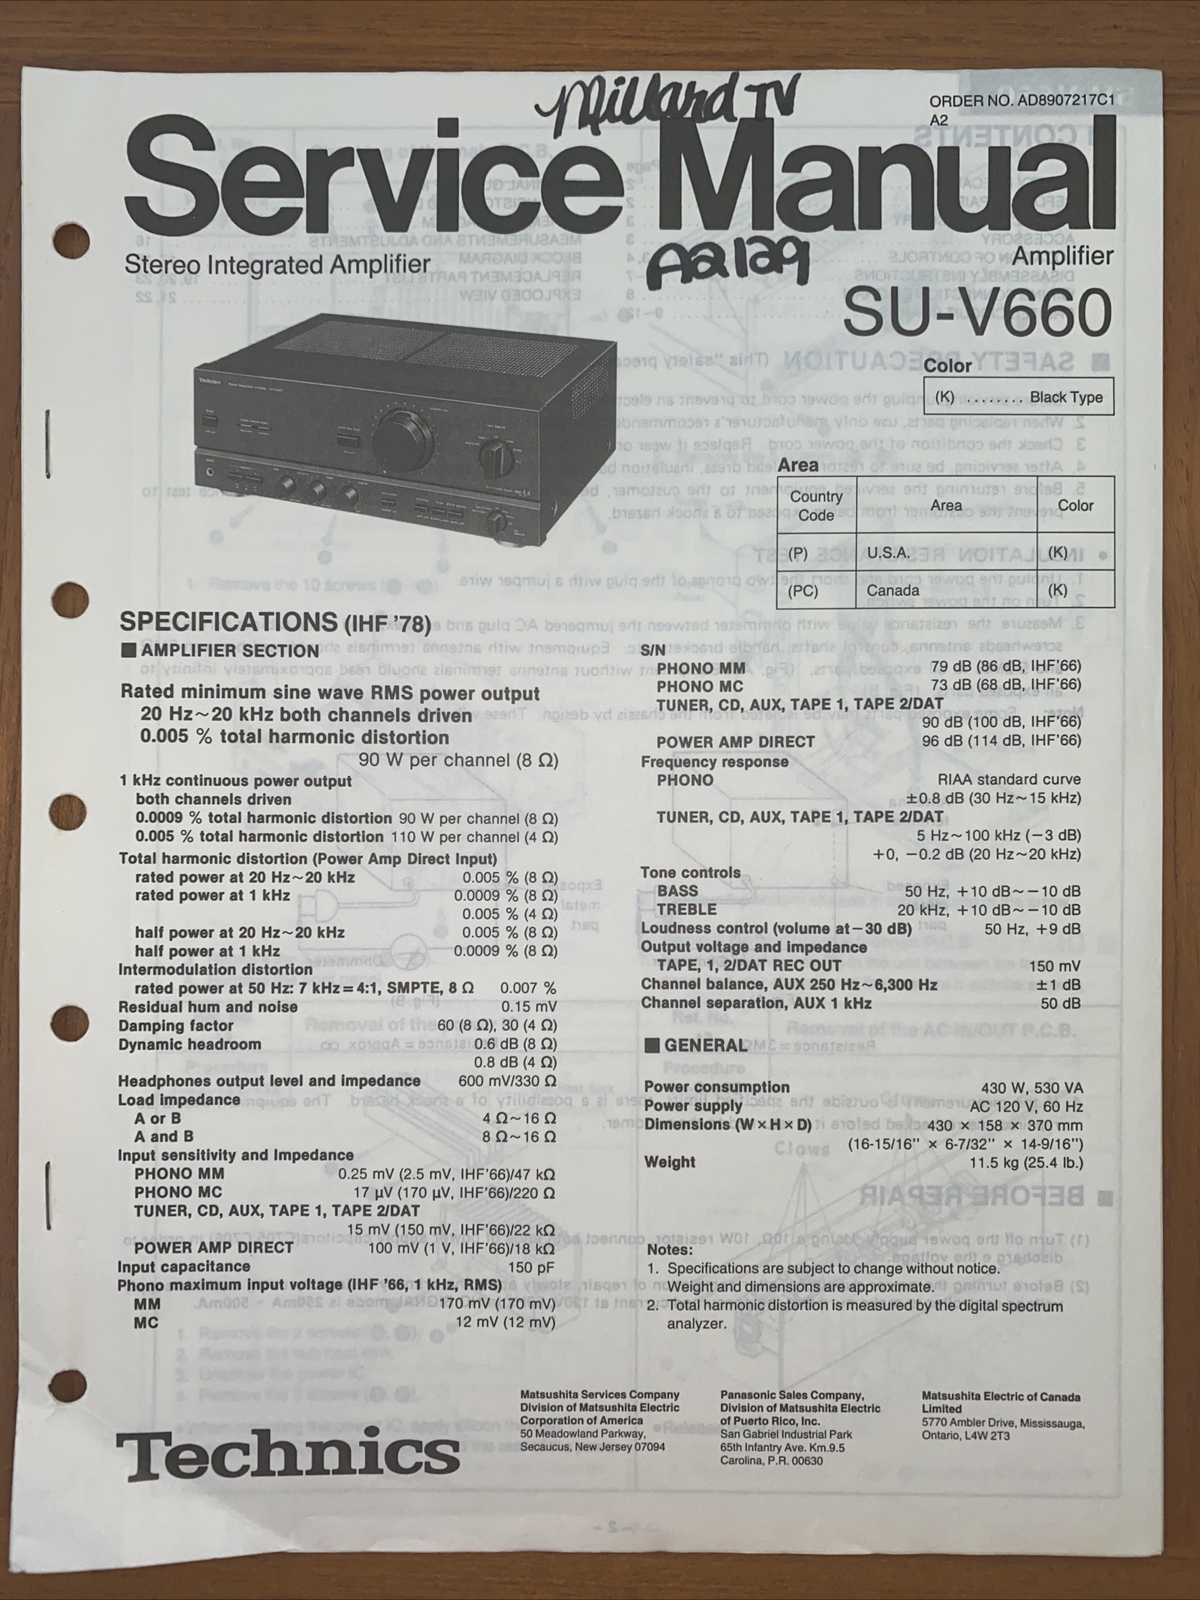 Millard TV
ORDER NO. AD8907217C1
A2
Service Manual
A2129
Stereo Integrated Amplifier
Amplifier
SU-V660
Color
(K) ........ Black Type
Area
Country Code Area Color
(P) U.S.A. (K)
(PC) Canada (K)
Technics
SPECIFICATIONS (IHF '78)
■ AMPLIFIER SECTION
Rated minimum sine wave RMS power output
20 Hz~20 kHz both channels driven
0.005 % total harmonic distortion
90 W per channel (8 Ω)
1 kHz continuous power output
both channels driven
0.0009 % total harmonic distortion 90 W per channel (8 Ω)
0.005 % total harmonic distortion 110 W per channel (4 Ω)
Total harmonic distortion (Power Amp Direct Input)
rated power at 20 Hz~20 kHz 0.005 % (8 Ω)
rated power at 1 kHz 0.0009 % (8 Ω)
0.005 % (4 Ω)
half power at 20 Hz~20 kHz 0.005 % (8 Ω)
half power at 1 kHz 0.0009 % (8 Ω)
Intermodulation distortion
rated power at 50 Hz: 7 kHz=4:1, SMPTE, 8 Ω 0.007 %
Residual hum and noise 0.15 mV
Damping factor 60 (8 Ω), 30 (4 Ω)
Dynamic headroom 0.6 dB (8 Ω)
0.8 dB (4 Ω)
Headphones output level and impedance 600 mV/330 Ω
Load impedance
A or B 4 Ω~16 Ω
A and B 8 Ω~16 Ω
Input sensitivity and Impedance
PHONO MM 0.25 mV (2.5 mV, IHF'66)/47 kΩ
PHONO MC 17 μV (170 μV, IHF'66)/220 Ω
TUNER, CD, AUX, TAPE 1, TAPE 2/DAT
15 mV (150 mV, IHF'66)/22 kΩ
POWER AMP DIRECT 100 mV (1 V, IHF'66)/18 kΩ
Input capacitance 150 pF
Phono maximum input voltage (IHF '66, 1 kHz, RMS)
MM 170 mV (170 mV)
MC 12 mV (12 mV)
S/N
PHONO MM 79 dB (86 dB, IHF'66)
PHONO MC 73 dB (68 dB, IHF'66)
TUNER, CD, AUX, TAPE 1, TAPE 2/DAT
90 dB (100 dB, IHF'66)
POWER AMP DIRECT 96 dB (114 dB, IHF'66)
Frequency response
PHONO RIAA standard curve
±0.8 dB (30 Hz~15 kHz)
TUNER, CD, AUX, TAPE 1, TAPE 2/DAT
5 Hz~100 kHz (−3 dB)
+0, −0.2 dB (20 Hz~20 kHz)
Tone controls
BASS 50 Hz, +10 dB~−10 dB
TREBLE 20 kHz, +10 dB~−10 dB
Loudness control (volume at −30 dB) 50 Hz, +9 dB
Output voltage and impedance
TAPE, 1, 2/DAT REC OUT 150 mV
Channel balance, AUX 250 Hz~6,300 Hz ±1 dB
Channel separation, AUX 1 kHz 50 dB
■ GENERAL
Power consumption 430 W, 530 VA
Power supply AC 120 V, 60 Hz
Dimensions (W × H × D) 430 × 158 × 370 mm
(16-15/16" × 6-7/32" × 14-9/16")
Weight 11.5 kg (25.4 lb.)
Notes:
1. Specifications are subject to change without notice.
Weight and dimensions are approximate.
2. Total harmonic distortion is measured by the digital spectrum
analyzer.
Technics
Matsushita Services Company
Division of Matsushita Electric
Corporation of America
50 Meadowland Parkway,
Secaucus, New Jersey 07094
Panasonic Sales Company,
Division of Matsushita Electric
of Puerto Rico, Inc.
San Gabriel Industrial Park
65th Infantry Ave. Km.9.5
Carolina, P.R. 00630
Matsushita Electric of Canada
Limited
5770 Ambler Drive, Mississauga,
Ontario, L4W 2T3